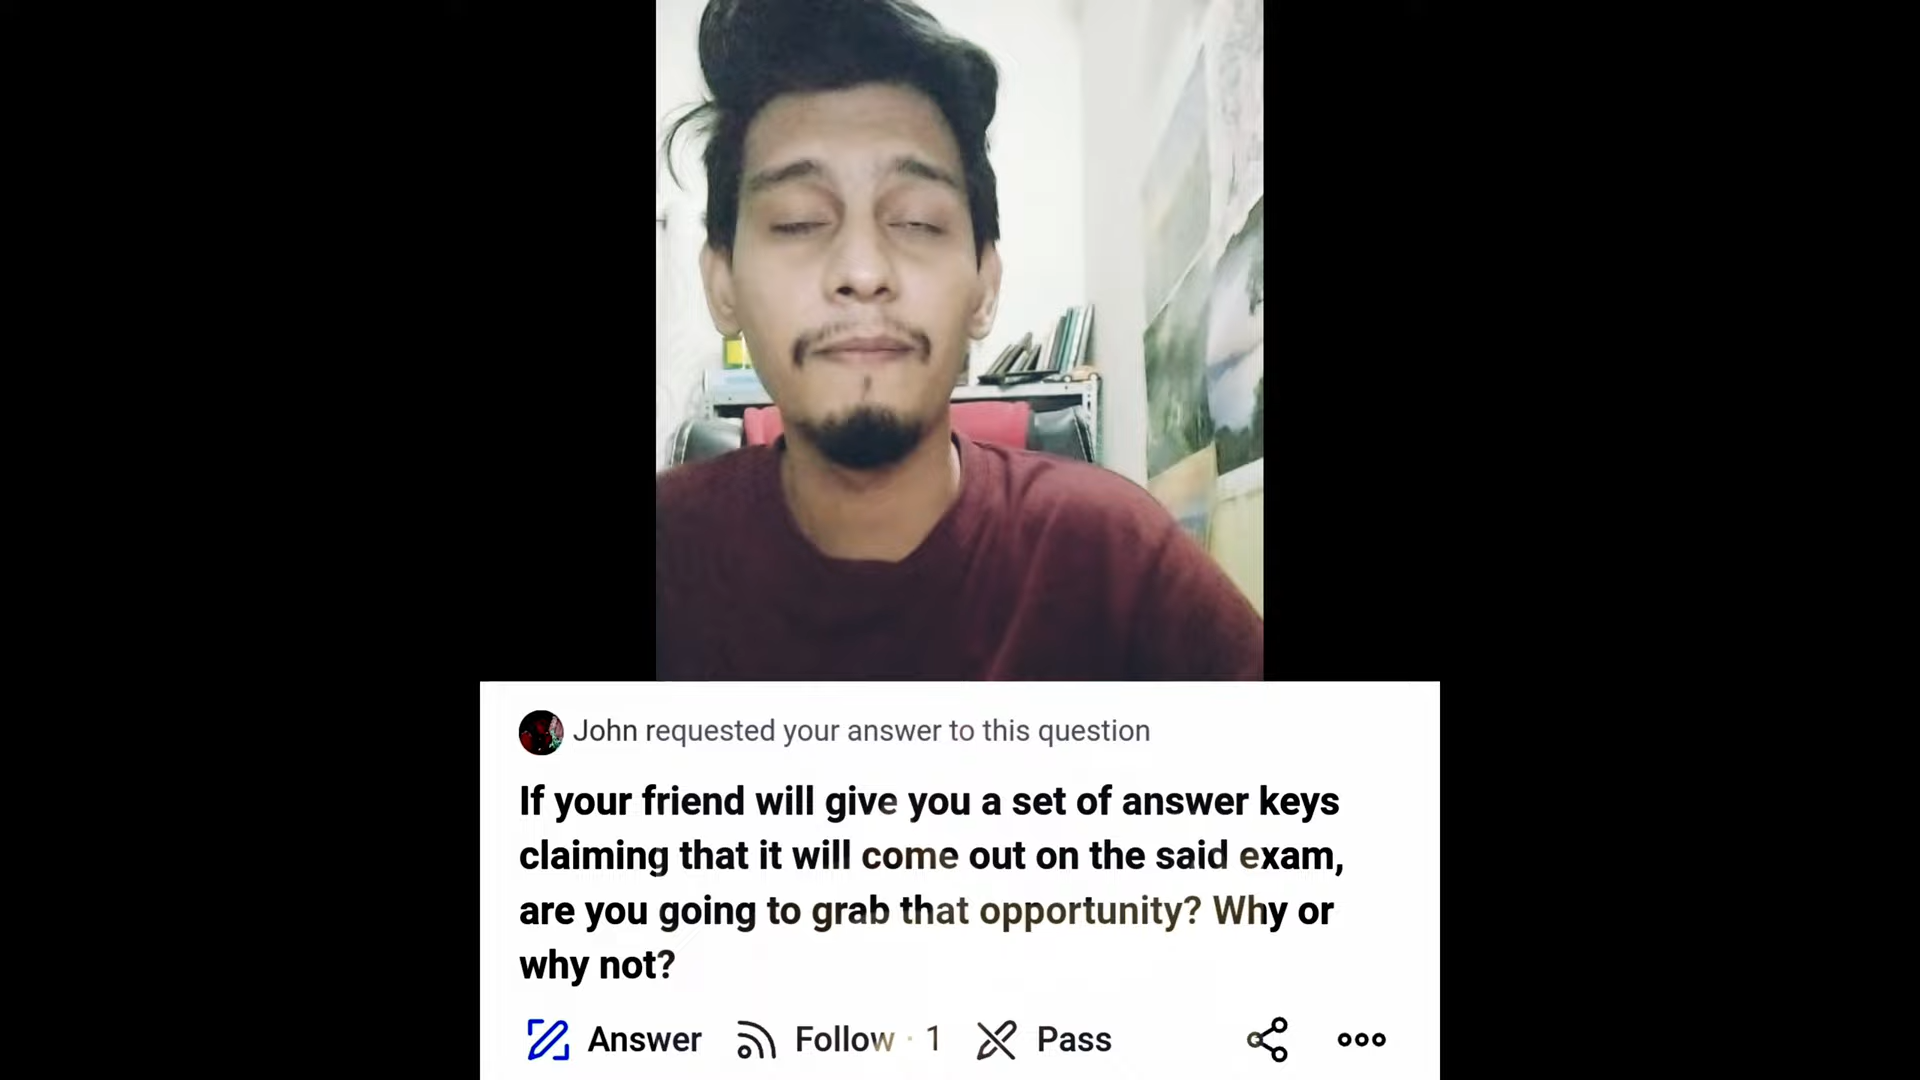 John requested your answer to this question
If your friend will give you a set of answer keys
claiming that it will come out on the said exam,
are you going to grab that opportunity? Why or
why not?
Answer Follow · 1 Pass